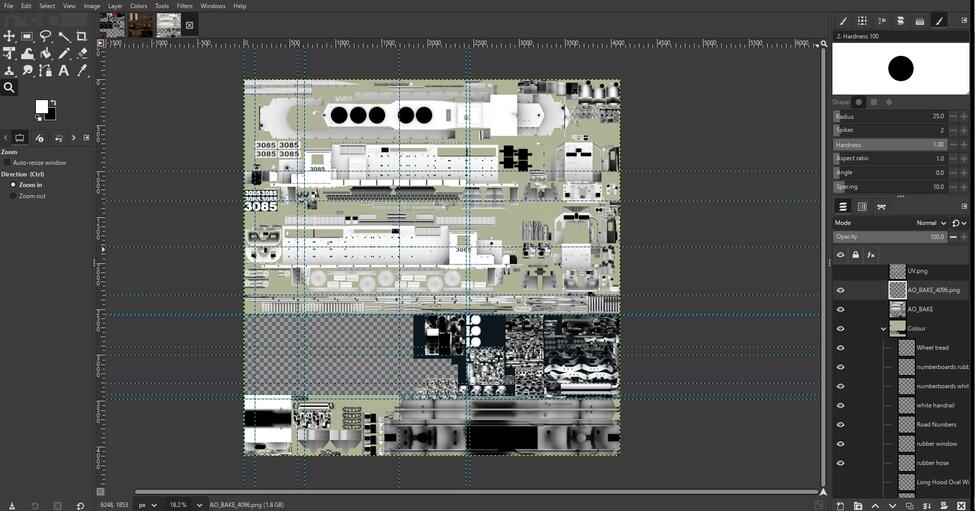 File Edit Select View Image Layer Colors Tools Filters Windows Help
2. Hardness 100
Shape:
Radius 25.0
Spikes 2
Hardness 1.00
Aspect ratio 1.0
Angle 0.0
Spacing 10.0
Zoom
Auto-resize window
Direction (Ctrl)
Zoom in
Zoom out
3085 3085
3085 3085
3085
3085
3085
Mode Normal
Opacity 100.0
UV.png
AO_BAKE_4096.png
AO_BAKE
Colour
Wheel tread
numberboards rubb
numberboards whit
white handrail
Road Numbers
rubber window
rubber hose
Long Hood Oval Wi
6248, 1853 px 18.2% AO_BAKE_4096.png (1.8 GB)